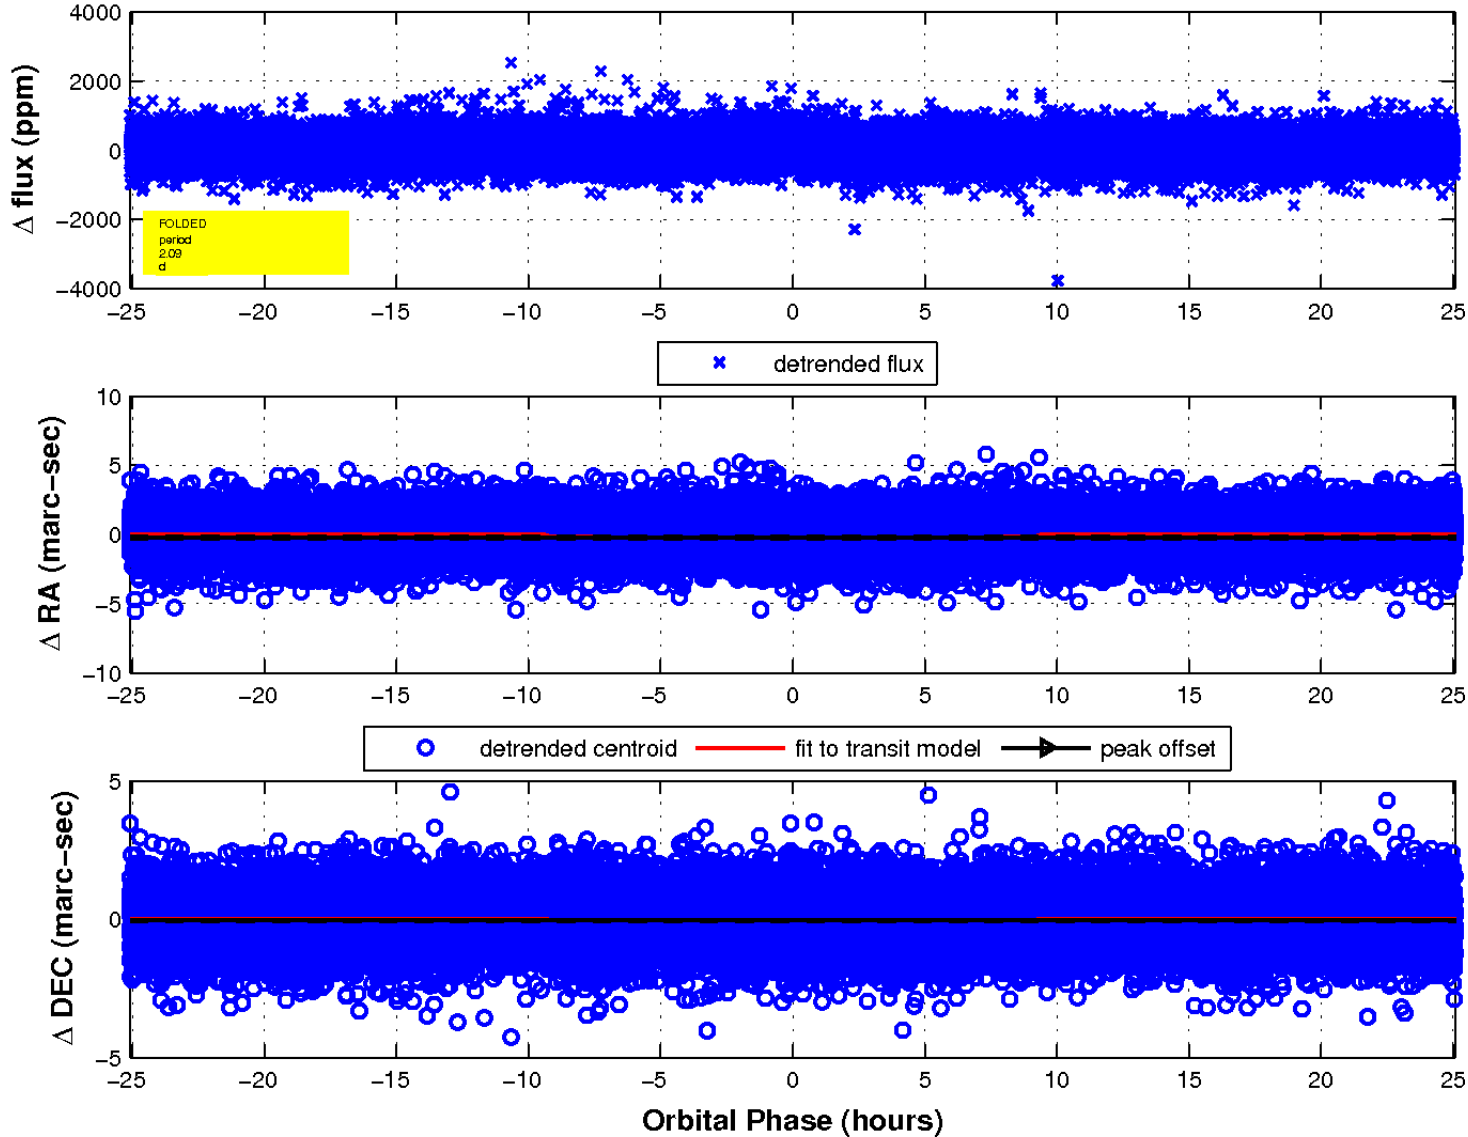 4000
2000
0
−2000
−4000
Δ flux (ppm)
FOLDED
period
2.09
d
−25 −20 −15 −10 −5 0 5 10 15 20 25
detrended flux
10
5
0
−5
−10
Δ RA (marc−sec)
−25 −20 −15 −10 −5 0 5 10 15 20 25
detrended centroid fit to transit model peak offset
5
0
−5
Δ DEC (marc−sec)
−25 −20 −15 −10 −5 0 5 10 15 20 25
Orbital Phase (hours)